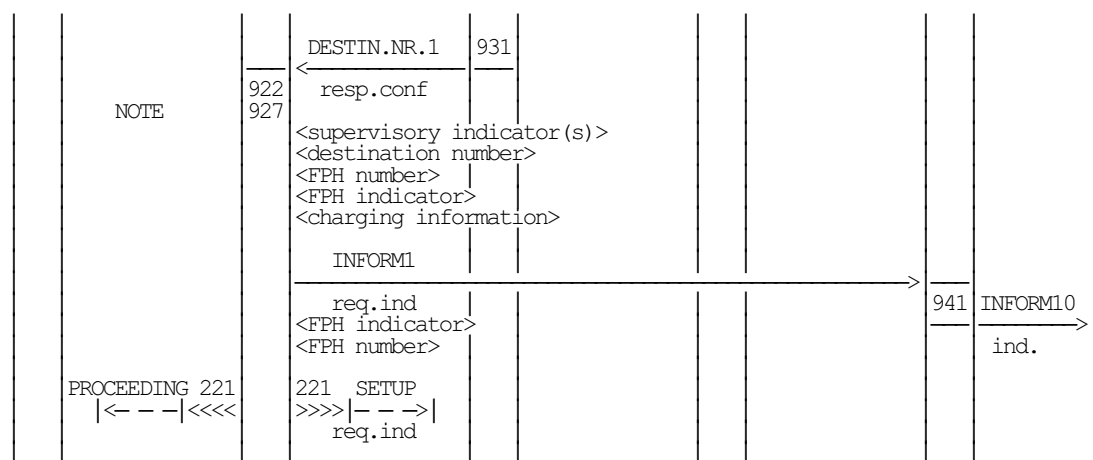 DESTIN.NR.1 931
922 resp.conf
NOTE 927
<supervisory indicator(s)>
<destination number>
<FPH number>
<FPH indicator>
<charging information>
INFORM1
req.ind 941 INFORM10
<FPH indicator>
<FPH number> ind.
PROCEEDING 221 221 SETUP
<<<< >>>>
req.ind